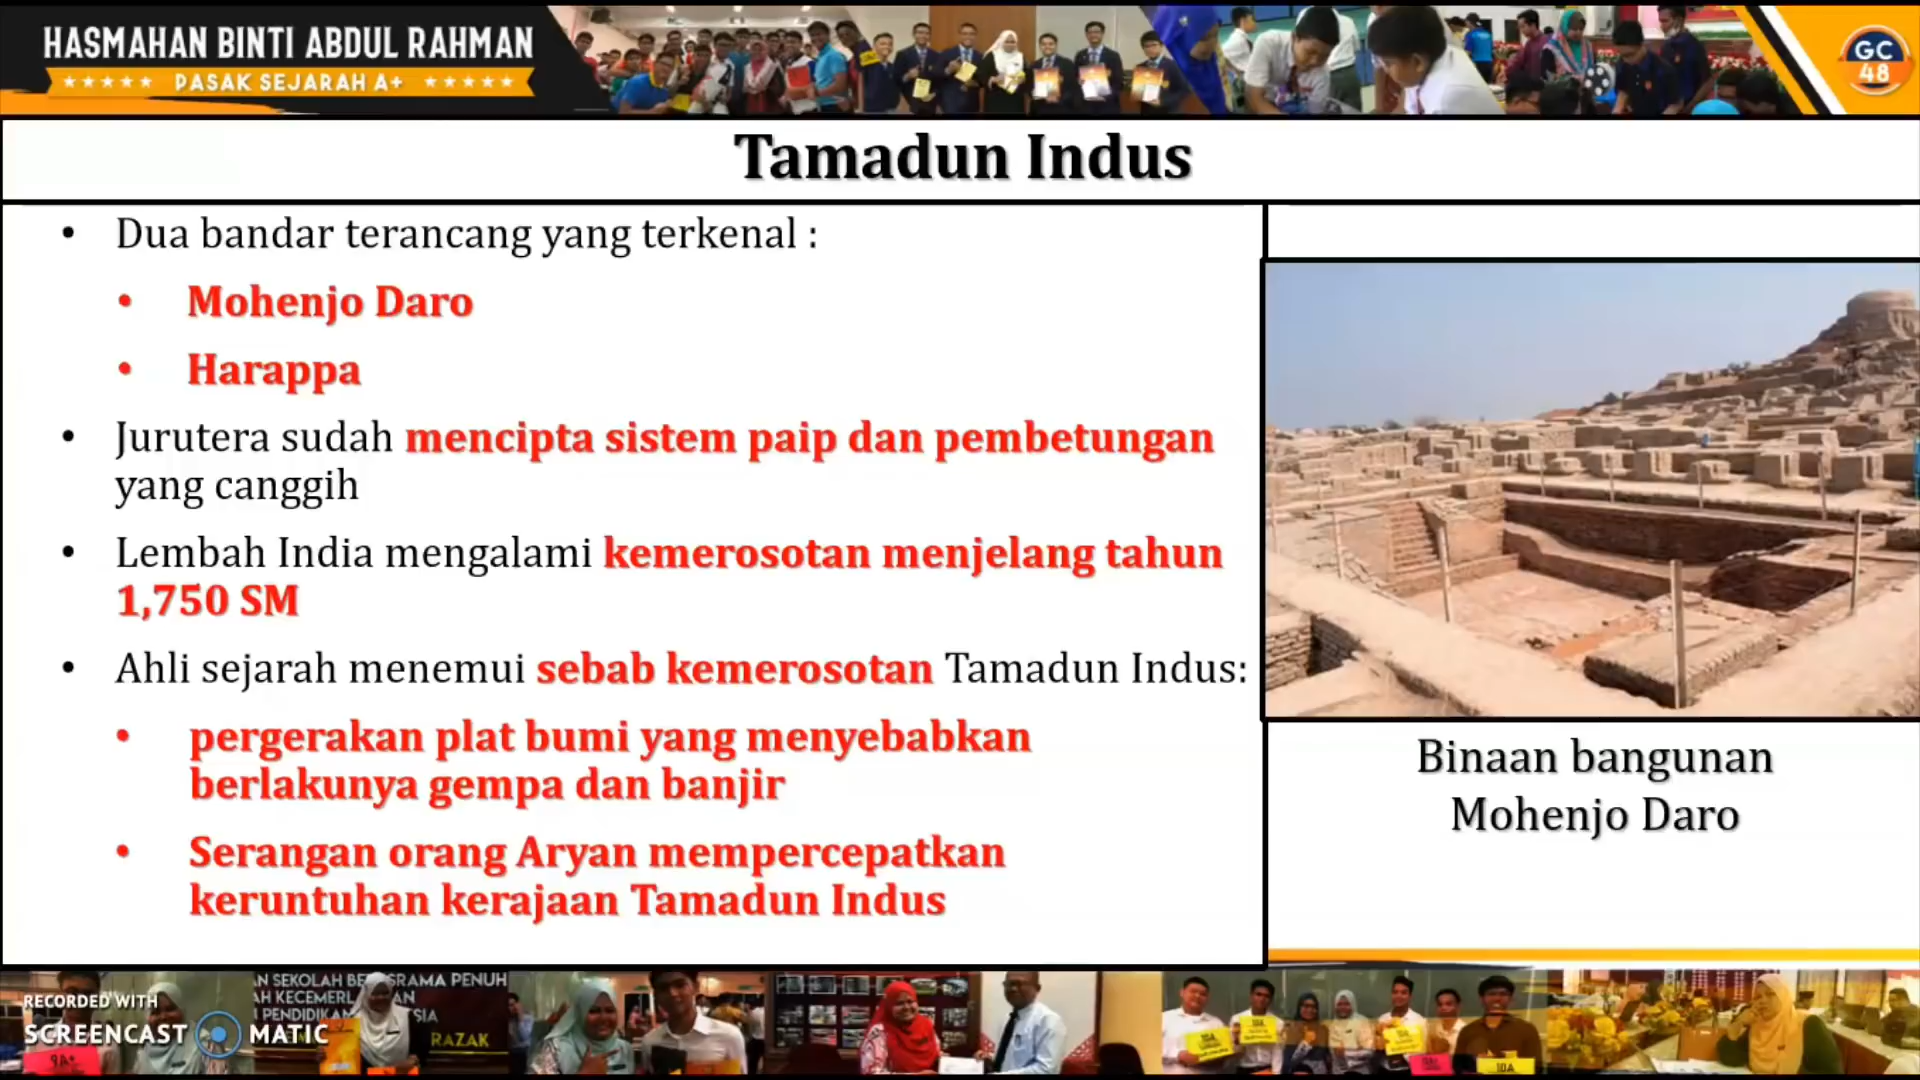 HASMAHAN BINTI ABDUL RAHMAN
PASAK SEJARAH A+
GC
48
Tamadun Indus
• Dua bandar terancang yang terkenal :
• Mohenjo Daro
• Harappa
• Jurutera sudah mencipta sistem paip dan pembetungan
yang canggih
• Lembah India mengalami kemerosotan menjelang tahun
1,750 SM
• Ahli sejarah menemui sebab kemerosotan Tamadun Indus:
• pergerakan plat bumi yang menyebabkan
berlakunya gempa dan banjir
• Serangan orang Aryan mempercepatkan
keruntuhan kerajaan Tamadun Indus
Binaan bangunan
Mohenjo Daro
RECORDED WITH
SCREENCAST MATIC
9A+
RAZAK
10A